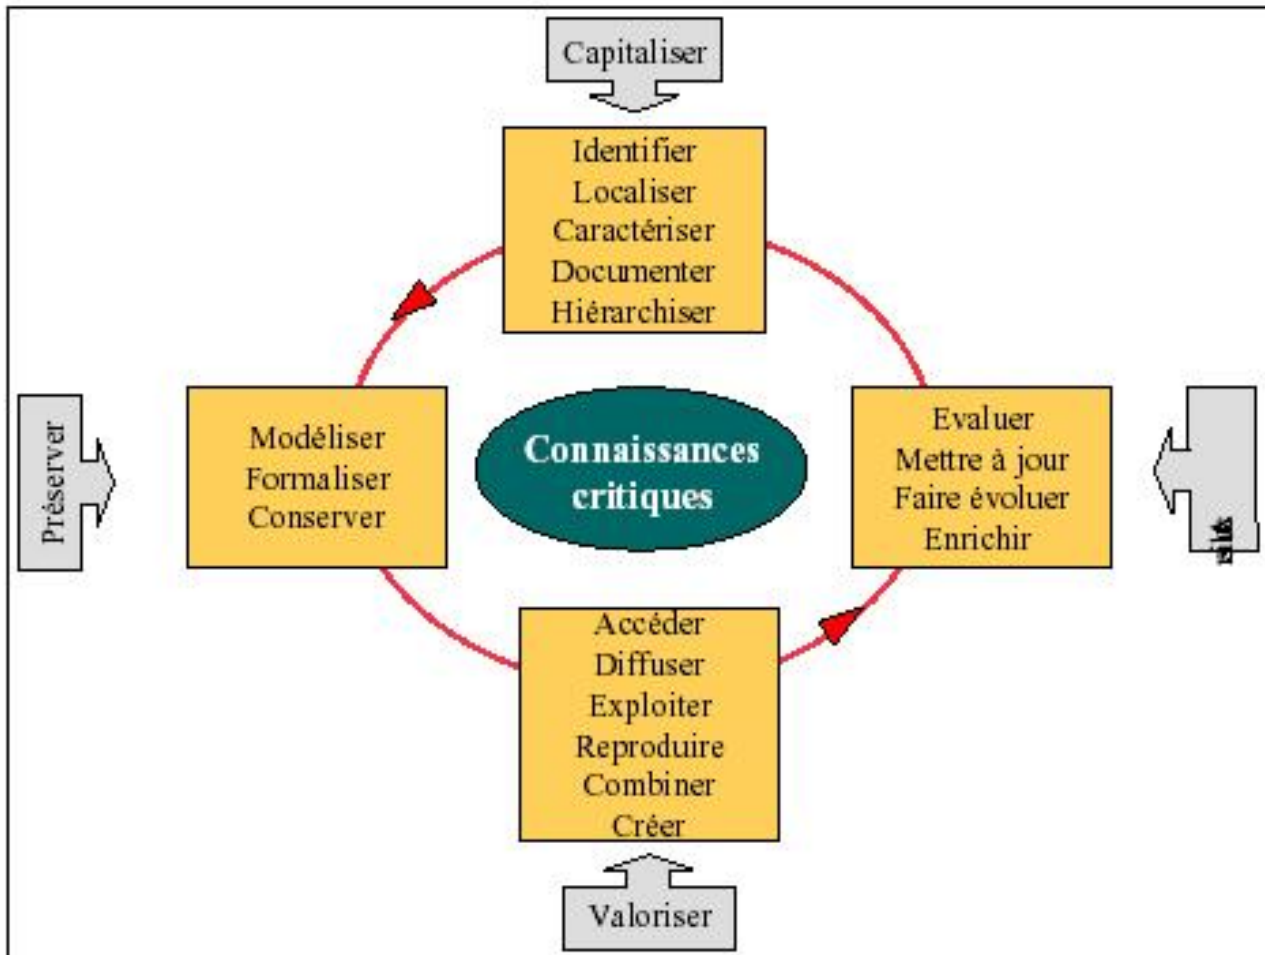 Capitaliser
Identifier
Localiser
Caractériser
Documenter
Hiérarchiser
Préserver
Modéliser
Formaliser
Conserver
Connaissances
critiques
Evaluer
Mettre à jour
Faire évoluer
Enrichir
Accéder
Diffuser
Exploiter
Reproduire
Combiner
Créer
Valoriser